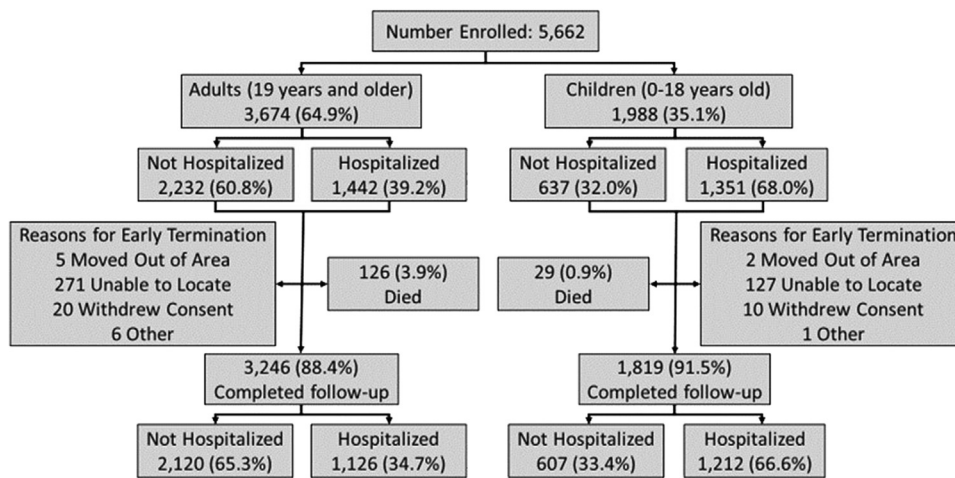 Number Enrolled: 5,662
Adults (19 years and older)
3,674 (64.9%)
Children (0-18 years old)
1,988 (35.1%)
Not Hospitalized
2,232 (60.8%)
Hospitalized
1,442 (39.2%)
Not Hospitalized
637 (32.0%)
Hospitalized
1,351 (68.0%)
Reasons for Early Termination
5 Moved Out of Area
271 Unable to Locate
20 Withdrew Consent
6 Other
126 (3.9%)
Died
29 (0.9%)
Died
Reasons for Early Termination
2 Moved Out of Area
127 Unable to Locate
10 Withdrew Consent
1 Other
3,246 (88.4%)
Completed follow-up
1,819 (91.5%)
Completed follow-up
Not Hospitalized
2,120 (65.3%)
Hospitalized
1,126 (34.7%)
Not Hospitalized
607 (33.4%)
Hospitalized
1,212 (66.6%)